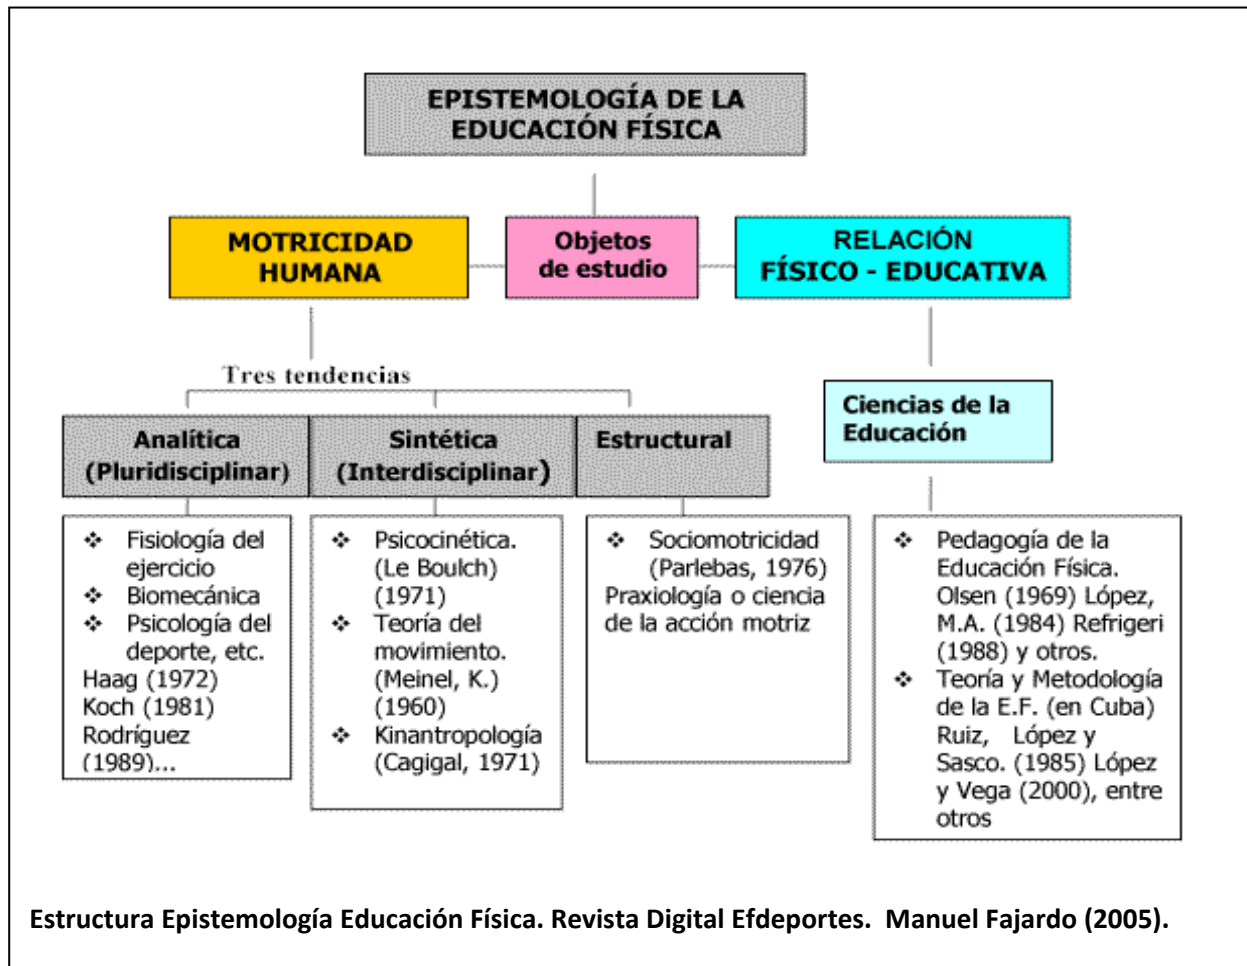 EPISTEMOLOGÍA DE LA
EDUCACIÓN FÍSICA
MOTRICIDAD
HUMANA
Objetos
de estudio
RELACIÓN
FÍSICO - EDUCATIVA
Tres tendencias
Analítica
(Pluridisciplinar)
Sintética
(Interdisciplinar)
Estructural
Ciencias de la
Educación
❖ Fisiología del
ejercicio
❖ Biomecánica
❖ Psicología del
deporte, etc.
Haag (1972)
Koch (1981)
Rodríguez
(1989)...
❖ Psicocinética.
(Le Boulch)
(1971)
❖ Teoría del
movimiento.
(Meinel, K.)
(1960)
❖ Kinantropología
(Cagigal, 1971)
❖ Sociomotricidad
(Parlebas, 1976)
Praxiología o ciencia
de la acción motriz
❖ Pedagogía de la
Educación Física.
Olsen (1969) López,
M.A. (1984) Refrigeri
(1988) y otros.
❖ Teoría y Metodología
de la E.F. (en Cuba)
Ruiz, López y
Sasco. (1985) López
y Vega (2000), entre
otros
Estructura Epistemología Educación Física. Revista Digital Efdeportes. Manuel Fajardo (2005).